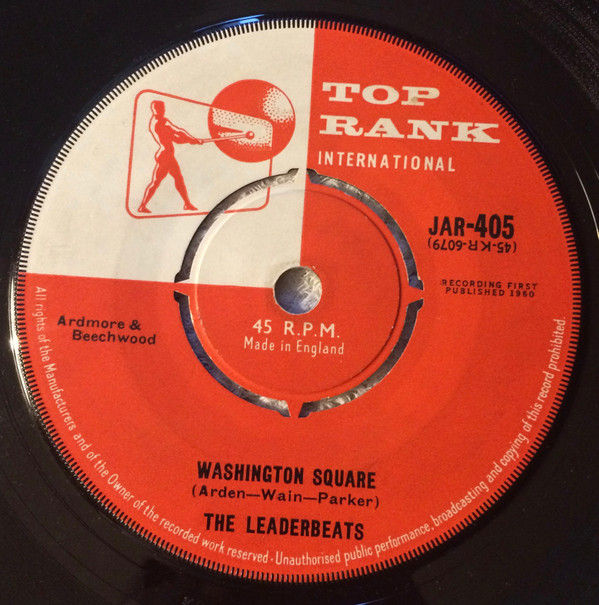 TOP
RANK
INTERNATIONAL
JAR-405
(45-KR-6079)
RECORDING FIRST
PUBLISHED 1960
Ardmore &
Beechwood
45 R.P.M.
Made in England
WASHINGTON SQUARE
(Arden—Wain—Parker)
THE LEADERBEATS
All rights of the Manufacturers and of the Owner of the recorded work reserved - Unauthorised public performance, broadcasting and copying of this record prohibited.